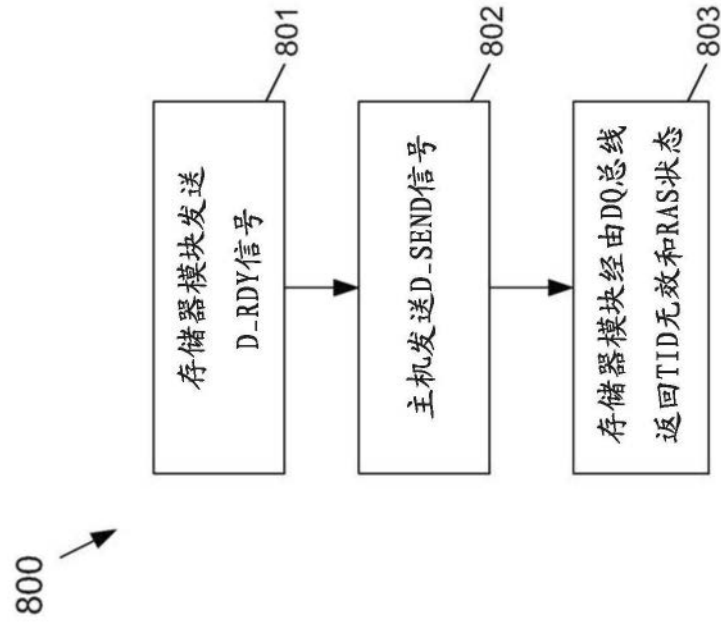 800
存储器模块发送
D_RDY信号
801
主机发送D_SEND信号
802
存储器模块经由DQ总线
返回TID无效和RAS状态
803